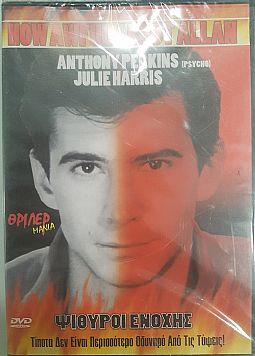 HOW ALLAN
ANTHONY PERKINS (PSYCHO)
JULIE HARRIS
ΘΡΙΛΕΡ
ΜΑΝΙΑ
DVD
ΨΙΘΥΡΟΙ ΕΝΟΧΗΣ
Τίποτα Δεν Είναι Περισσότερο Οδυνηρό Από Τις Τύψεις!